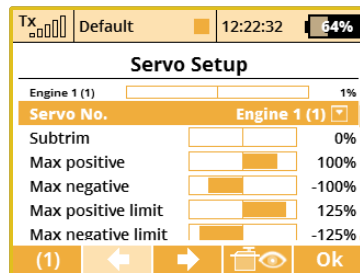 Tx Default 12:22:32 64%
Servo Setup
Engine 1 (1) 1%
Servo No. Engine 1 (1)
Subtrim 0%
Max positive 100%
Max negative -100%
Max positive limit 125%
Max negative limit -125%
(1) Ok